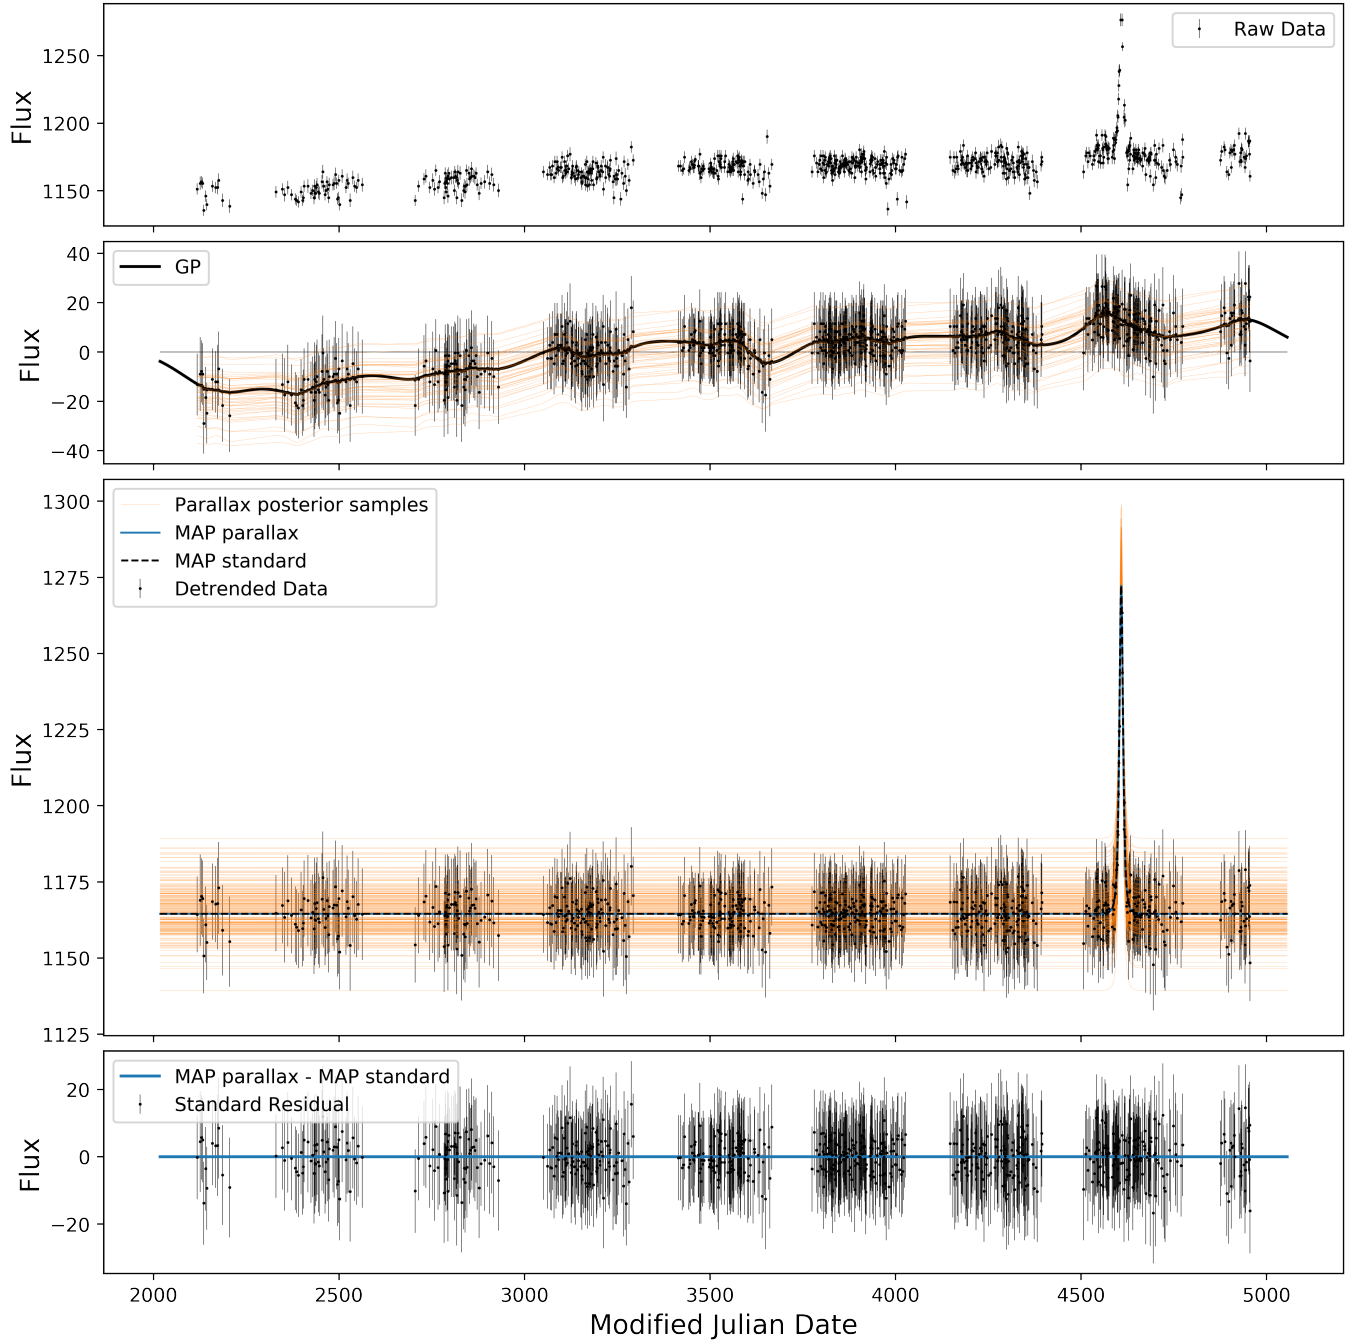 1250
1200
1150
Flux
Raw Data
40
20
0
−20
−40
Flux
GP
1300
1275
1250
1225
1200
1175
1150
1125
Flux
Parallax posterior samples
MAP parallax
MAP standard
Detrended Data
20
0
−20
Flux
MAP parallax - MAP standard
Standard Residual
2000 2500 3000 3500 4000 4500 5000
Modified Julian Date